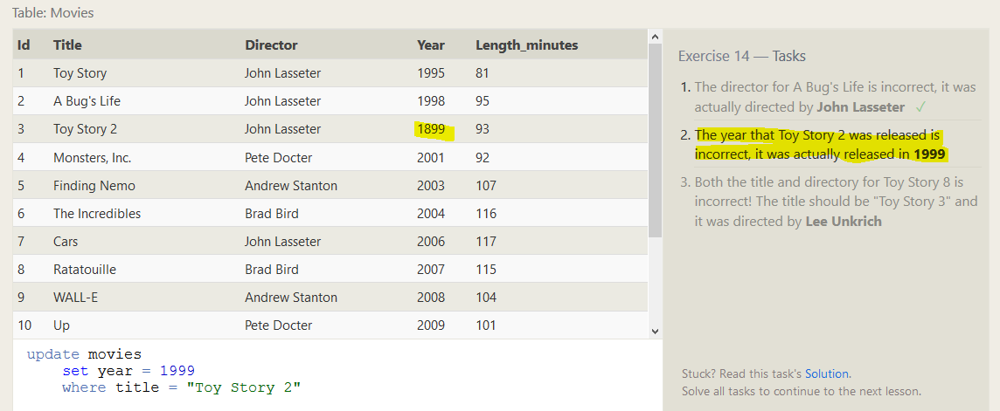 Table: Movies
Id Title Director Year Length_minutes
1 Toy Story John Lasseter 1995 81
2 A Bug's Life John Lasseter 1998 95
3 Toy Story 2 John Lasseter 1899 93
4 Monsters, Inc. Pete Docter 2001 92
5 Finding Nemo Andrew Stanton 2003 107
6 The Incredibles Brad Bird 2004 116
7 Cars John Lasseter 2006 117
8 Ratatouille Brad Bird 2007 115
9 WALL-E Andrew Stanton 2008 104
10 Up Pete Docter 2009 101
update movies
set year = 1999
where title = "Toy Story 2"
Exercise 14 — Tasks
1. The director for A Bug's Life is incorrect, it was
actually directed by John Lasseter ✓
2. The year that Toy Story 2 was released is
incorrect, it was actually released in 1999
3. Both the title and directory for Toy Story 8 is
incorrect! The title should be "Toy Story 3" and
it was directed by Lee Unkrich
Stuck? Read this task's Solution.
Solve all tasks to continue to the next lesson.